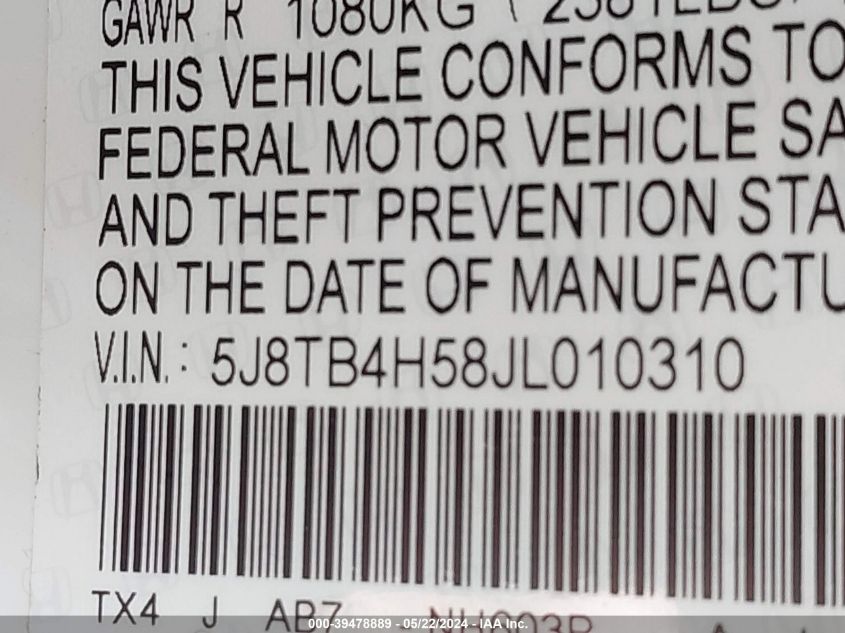 GAWR R 1080KG
THIS VEHICLE CONFORMS TO
FEDERAL MOTOR VEHICLE SA
AND THEFT PREVENTION STA
ON THE DATE OF MANUFACTU
V.I.N.: 5J8TB4H58JL010310
TX4 J AB7
000-39478889 - 05/22/2024 - IAA Inc.